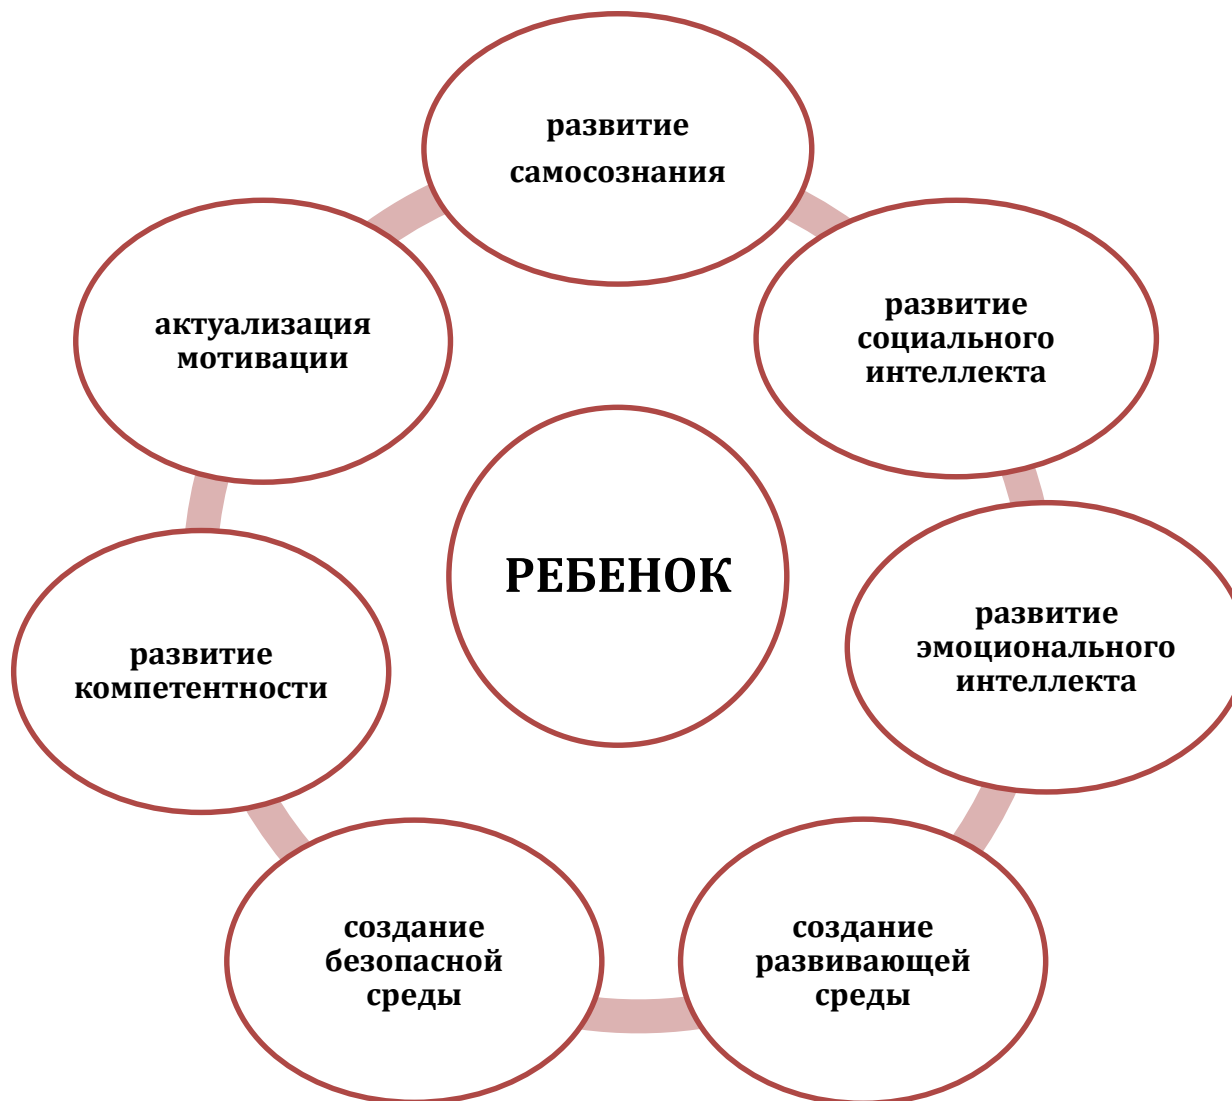 развитие
самосознания
развитие
социального
интеллекта
развитие
эмоционального
интеллекта
создание
развивающей
среды
создание
безопасной
среды
развитие
компетентности
актуализация
мотивации
РЕБЕНОК